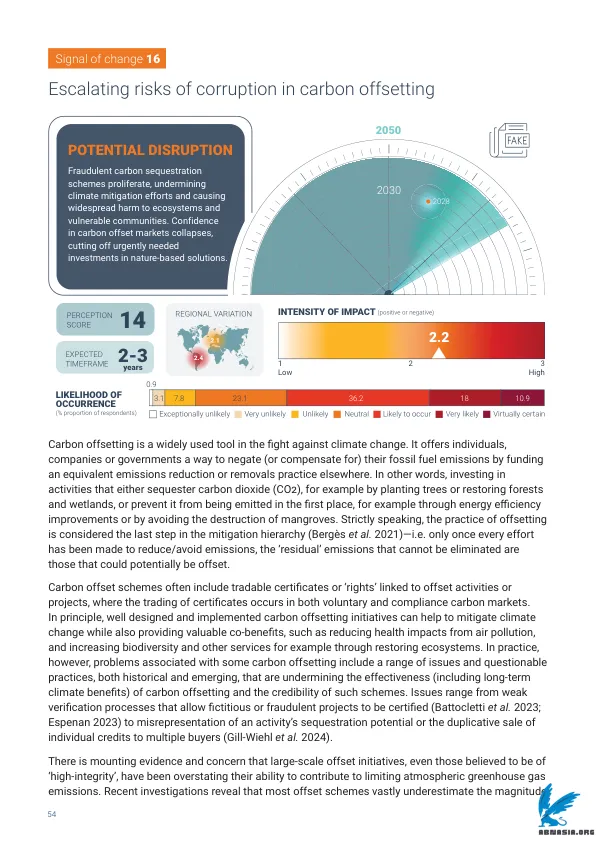 Signal of change 16
Escalating risks of corruption in carbon offsetting
POTENTIAL DISRUPTION
Fraudulent carbon sequestration
schemes proliferate, undermining
climate mitigation efforts and causing
widespread harm to ecosystems and
vulnerable communities. Confidence
in carbon offset markets collapses,
cutting off urgently needed
investments in nature-based solutions.
2050
2030
2028
FAKE
PERCEPTION
SCORE
14
EXPECTED
TIMEFRAME
2-3
years
REGIONAL VARIATION
2.1
2.4
INTENSITY OF IMPACT (positive or negative)
2.2
1 2 3
Low High
LIKELIHOOD OF
OCCURRENCE
(% proportion of respondents)
0.9
3.1 7.8 23.1 36.2 18 10.9
Exceptionally unlikely Very unlikely Unlikely Neutral Likely to occur Very likely Virtually certain
Carbon offsetting is a widely used tool in the fight against climate change. It offers individuals,
companies or governments a way to negate (or compensate for) their fossil fuel emissions by funding
an equivalent emissions reduction or removals practice elsewhere. In other words, investing in
activities that either sequester carbon dioxide (CO2), for example by planting trees or restoring forests
and wetlands, or prevent it from being emitted in the first place, for example through energy efficiency
improvements or by avoiding the destruction of mangroves. Strictly speaking, the practice of offsetting
is considered the last step in the mitigation hierarchy (Bergès et al. 2021)—i.e. only once every effort
has been made to reduce/avoid emissions, the ‘residual’ emissions that cannot be eliminated are
those that could potentially be offset.
Carbon offset schemes often include tradable certificates or ‘rights’ linked to offset activities or
projects, where the trading of certificates occurs in both voluntary and compliance carbon markets.
In principle, well designed and implemented carbon offsetting initiatives can help to mitigate climate
change while also providing valuable co-benefits, such as reducing health impacts from air pollution,
and increasing biodiversity and other services for example through restoring ecosystems. In practice,
however, problems associated with some carbon offsetting include a range of issues and questionable
practices, both historical and emerging, that are undermining the effectiveness (including long-term
climate benefits) of carbon offsetting and the credibility of such schemes. Issues range from weak
verification processes that allow fictitious or fraudulent projects to be certified (Battocletti et al. 2023;
Espenan 2023) to misrepresentation of an activity’s sequestration potential or the duplicative sale of
individual credits to multiple buyers (Gill-Wiehl et al. 2024).
There is mounting evidence and concern that large-scale offset initiatives, even those believed to be of
‘high-integrity’, have been overstating their ability to contribute to limiting atmospheric greenhouse gas
emissions. Recent investigations reveal that most offset schemes vastly underestimate the magnitude
54
ABNASIA.ORG